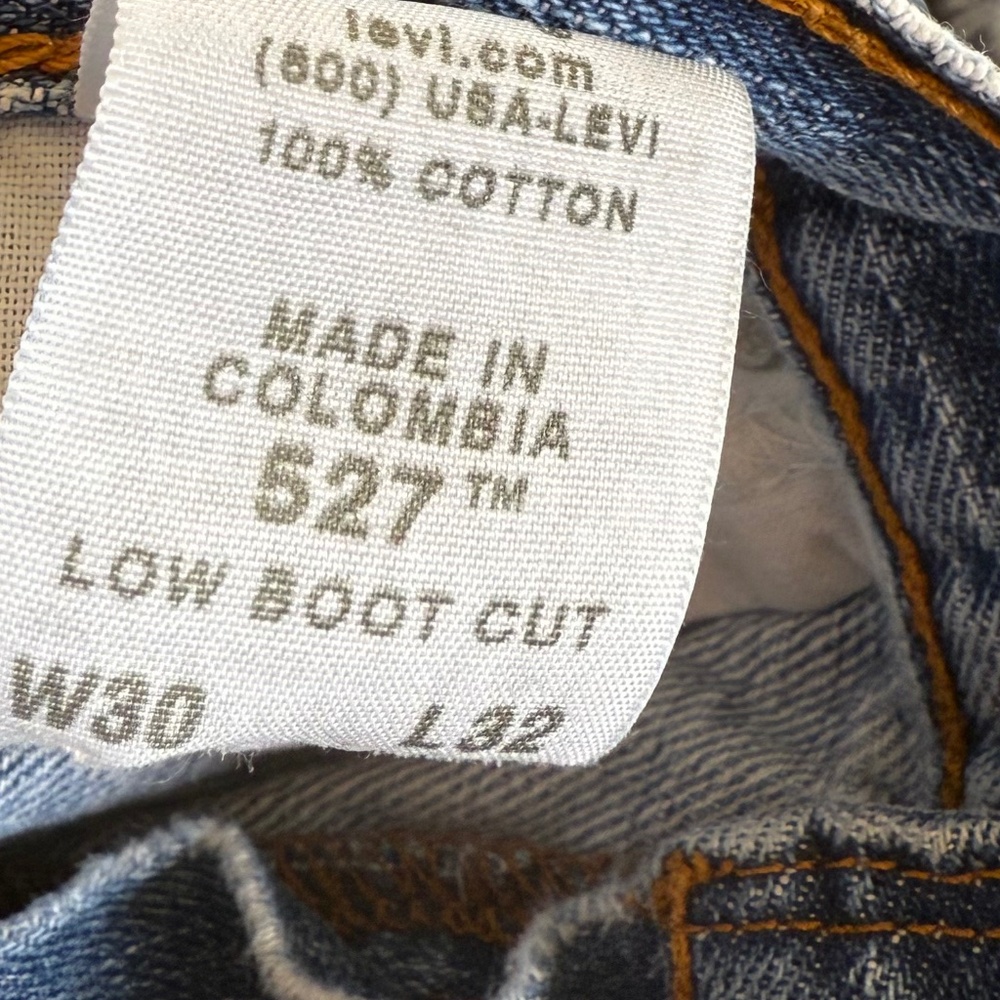 levi.com
(800) USA-LEVI
100% COTTON
MADE IN
COLOMBIA
527™
LOW BOOT CUT
W30 L32